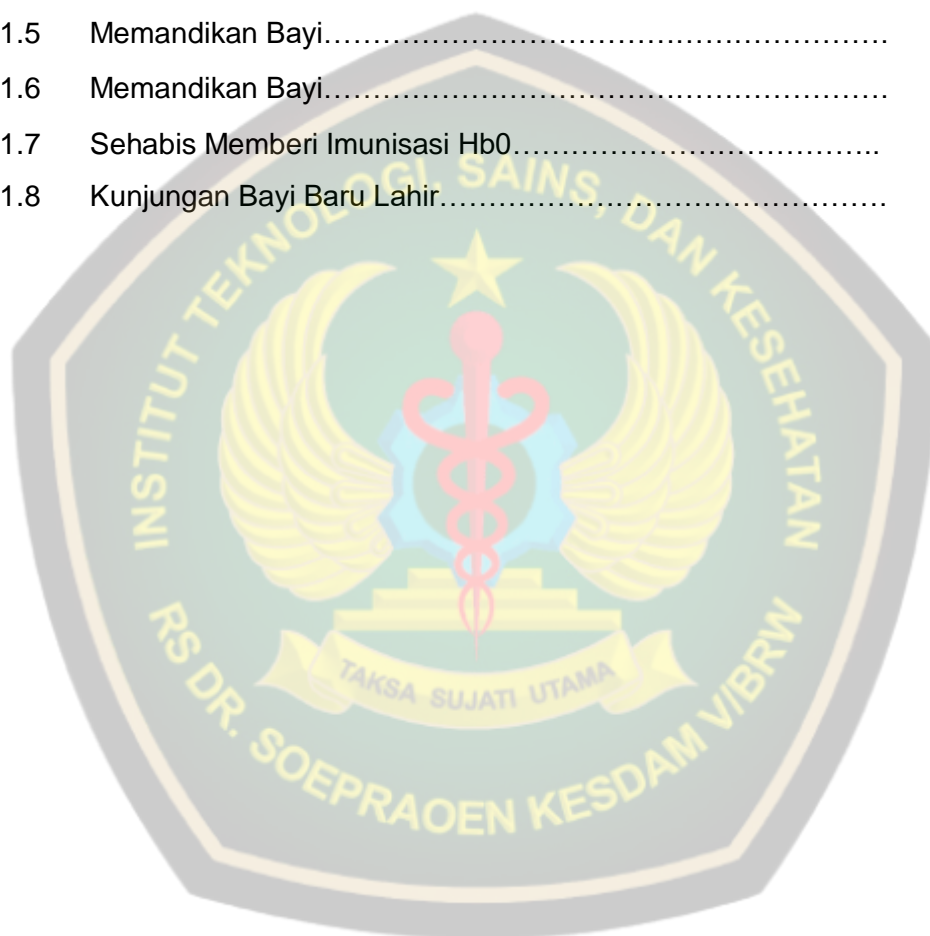 1.5 Memandikan Bayi…………………………………………………………….
1.6 Memandikan Bayi…………………………………………………………….
1.7 Sehabis Memberi Imunisasi Hb0……………………………………….
1.8 Kunjungan Bayi Baru Lahir……………………………………………….
INSTITUT TEKNOLOGI, SAINS, DAN KESEHATAN
TAKSA SUJATI UTAMA
RS DR. SOEPRAOEN KESDAM V/BRW